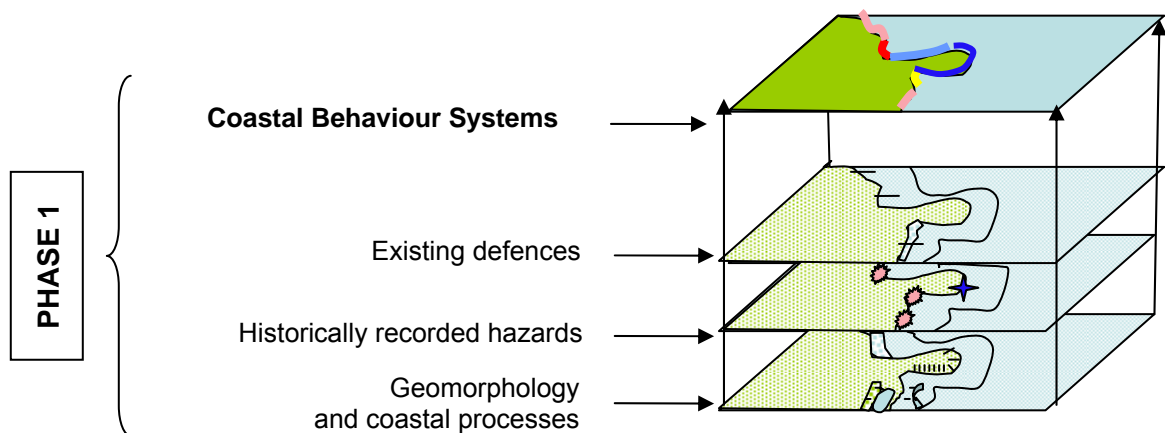 PHASE 1
Coastal Behaviour Systems
Existing defences
Historically recorded hazards
Geomorphology
and coastal processes